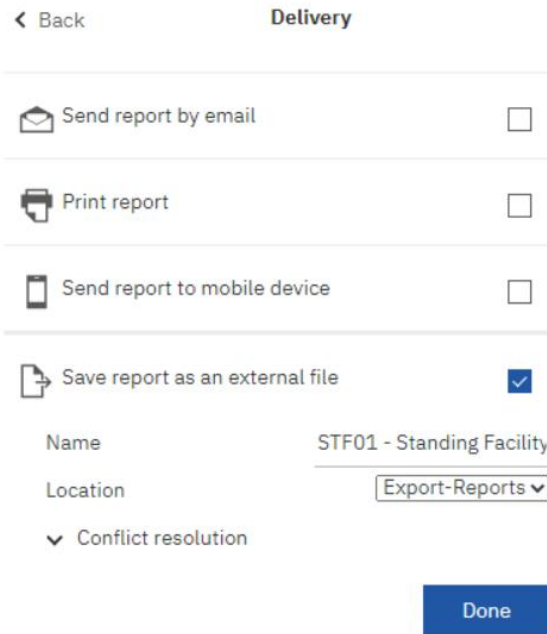 Back
Delivery
Send report by email
Print report
Send report to mobile device
Save report as an external file
Name STF01 - Standing Facility
Location Export-Reports
Conflict resolution
Done